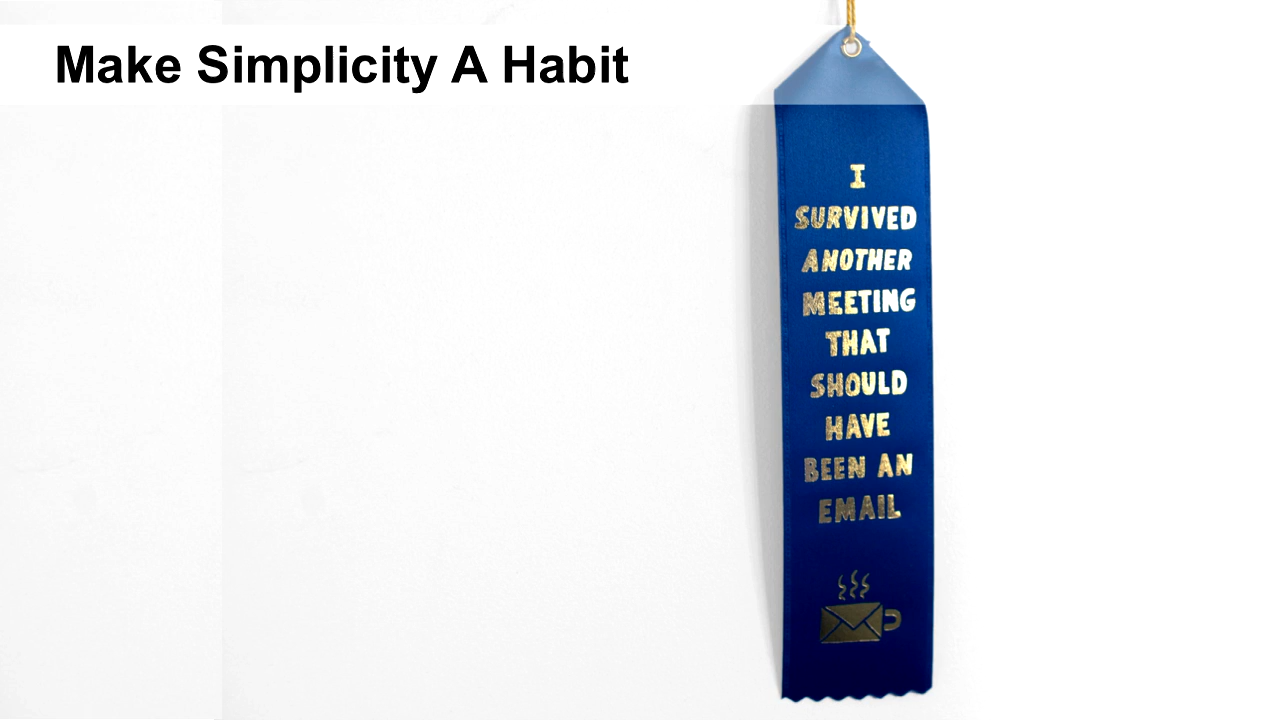 Make Simplicity A Habit
I
SURVIVED
ANOTHER
MEETING
THAT
SHOULD
HAVE
BEEN AN
EMAIL